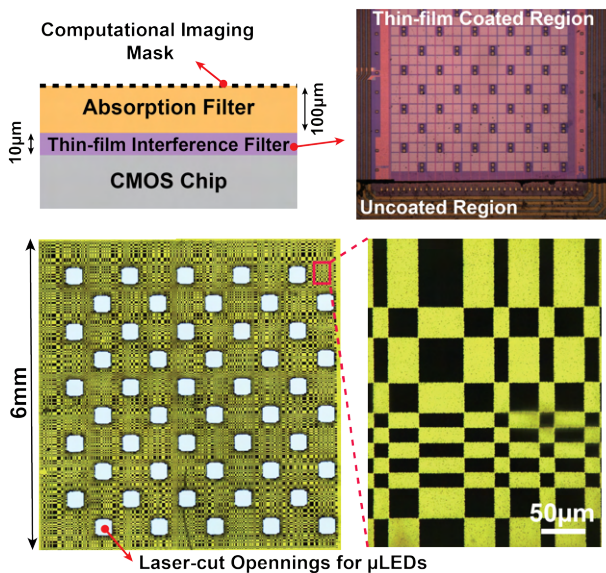 Computational Imaging
Mask
Absorption Filter
100μm
10μm
Thin-film Interference Filter
CMOS Chip
Thin-film Coated Region
Uncoated Region
6mm
50μm
Laser-cut Opennings for μLEDs